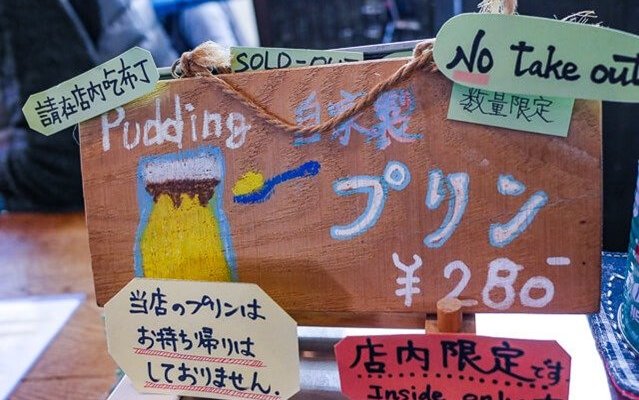 請在店内吃布丁
SOLD-OUT
No take out
数量限定
Pudding
自家製
プリン
¥280-
当店のプリンは
お持ち帰りは
しておりません.
店内限定です
Inside only